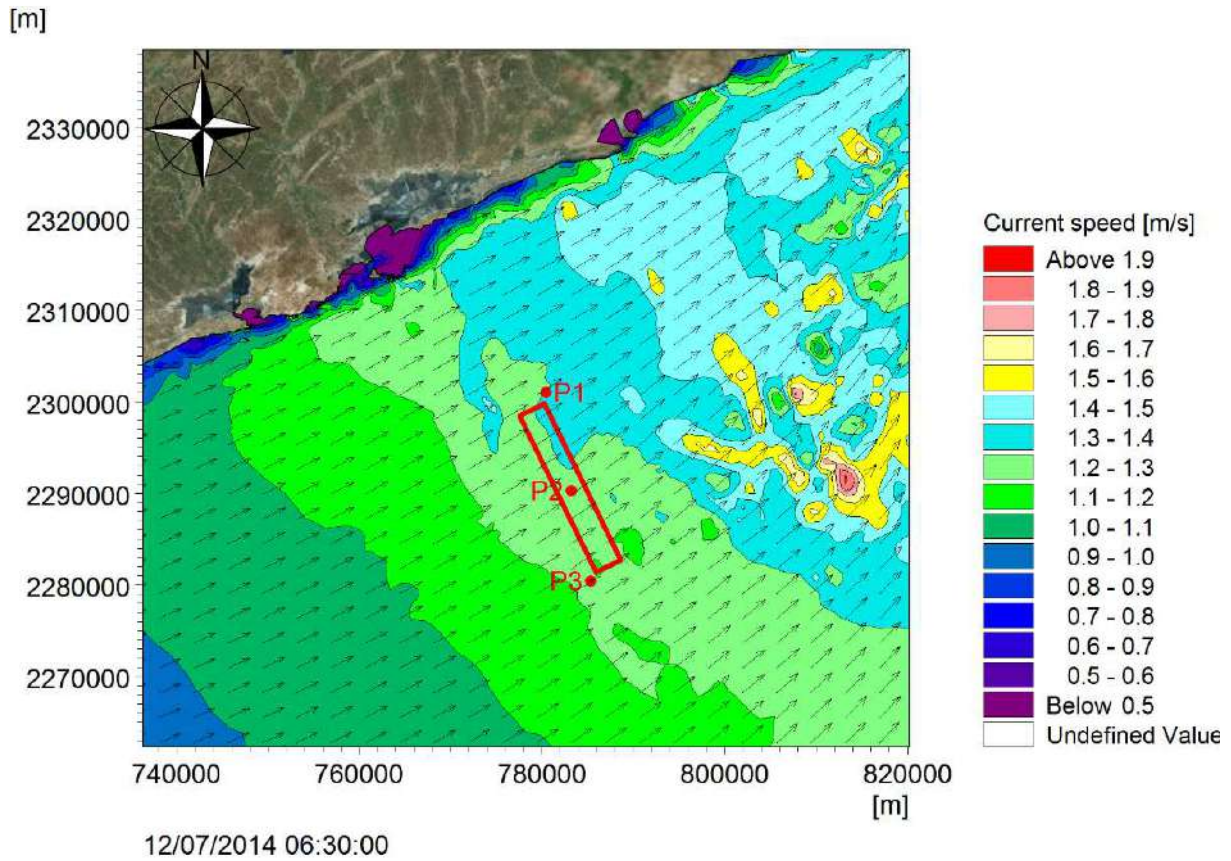 [m]
N
2330000
2320000
2310000
2300000
2290000
2280000
2270000
P1
P2
P3
740000 760000 780000 800000 820000
[m]
12/07/2014 06:30:00
Current speed [m/s]
Above 1.9
1.8 - 1.9
1.7 - 1.8
1.6 - 1.7
1.5 - 1.6
1.4 - 1.5
1.3 - 1.4
1.2 - 1.3
1.1 - 1.2
1.0 - 1.1
0.9 - 1.0
0.8 - 0.9
0.7 - 0.8
0.6 - 0.7
0.5 - 0.6
Below 0.5
Undefined Value